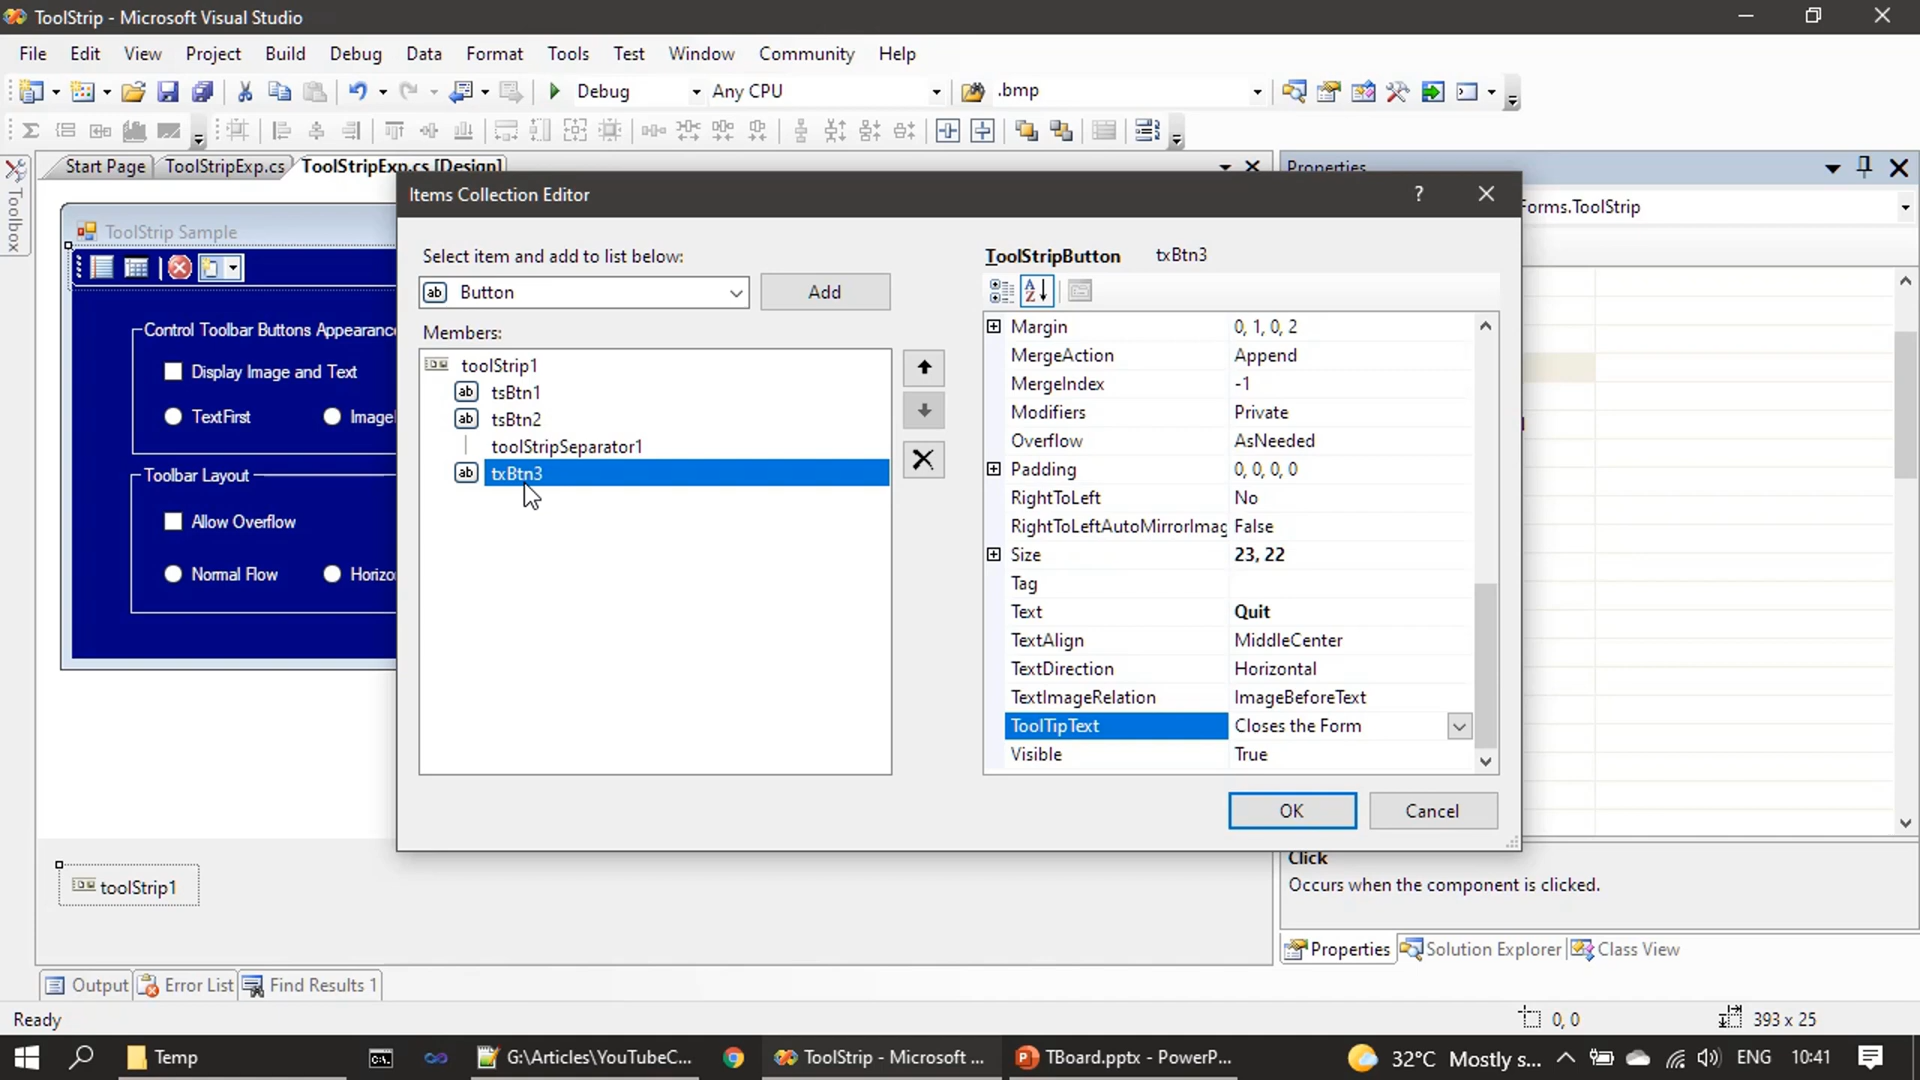 ToolStrip - Microsoft Visual Studio
File Edit View Project Build Debug Data Format Tools Test Window Community Help
Debug Any CPU .bmp
Start Page ToolStripExp.cs ToolStripExp.cs [Design] Properties
Toolbox
Items Collection Editor ?
Forms.ToolStrip
ToolStrip Sample
Select item and add to list below: ToolStripButton txBtn3
Button Add
Control Toolbar Buttons Appearance Members:
Margin 0, 1, 0, 2
MergeAction Append
Display Image and Text toolStrip1
MergeIndex -1
tsBtn1
Modifiers Private
TextFirst Image tsBtn2
Overflow AsNeeded
toolStripSeparator1
Toolbar Layout txBtn3
Padding 0, 0, 0, 0
RightToLeft No
Allow Overflow RightToLeftAutoMirrorImag False
Size 23, 22
Normal Flow Horizo Tag
Text Quit
TextAlign MiddleCenter
TextDirection Horizontal
TextImageRelation ImageBeforeText
ToolTipText Closes the Form
Visible True
OK Cancel
Click
toolStrip1 Occurs when the component is clicked.
Properties Solution Explorer Class View
Output Error List Find Results 1
Ready 0, 0 393 x 25
Temp G:\Articles\YouTubeC... ToolStrip - Microsoft ... TBoard.pptx - PowerP... 32°C Mostly s... ENG 10:41